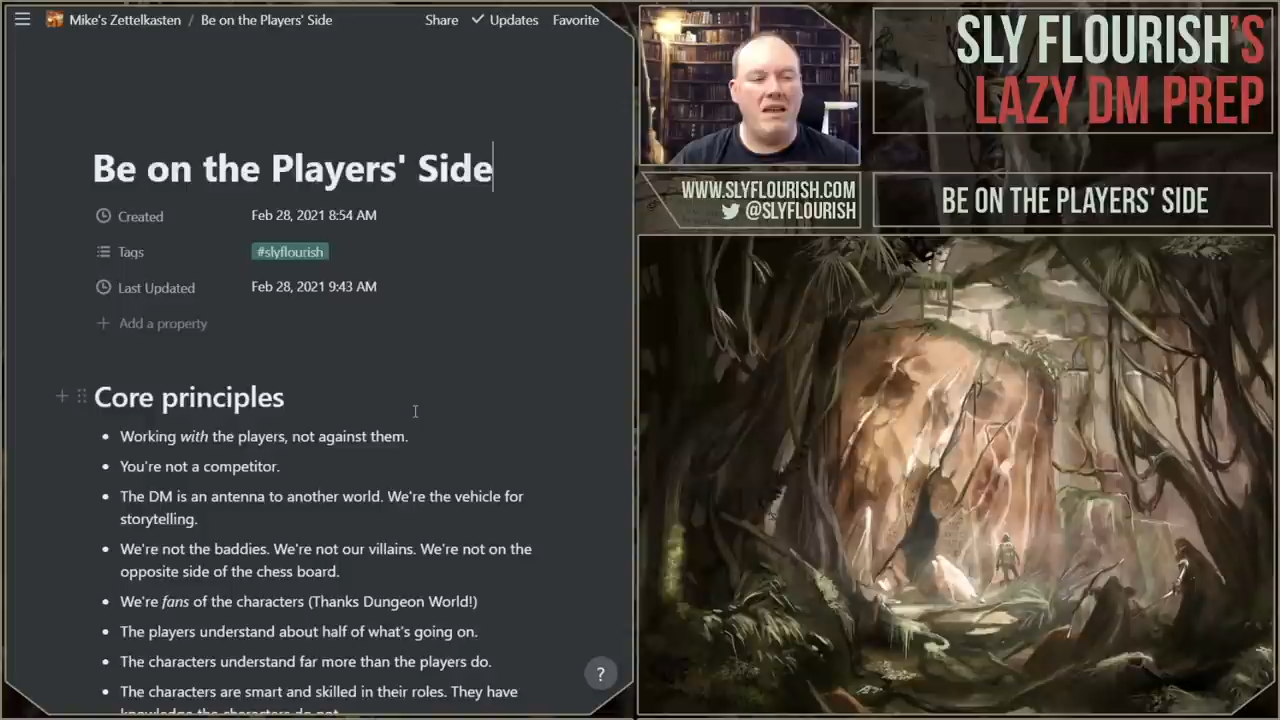 Mike's Zettelkasten / Be on the Players' Side
Share Updates Favorite
Be on the Players' Side
Created Feb 28, 2021 8:54 AM
Tags #slyflourish
Last Updated Feb 28, 2021 9:43 AM
Add a property
Core principles
Working with the players, not against them.
You're not a competitor.
The DM is an antenna to another world. We're the vehicle for
storytelling.
We're not the baddies. We're not our villains. We're not on the
opposite side of the chess board.
We're fans of the characters (Thanks Dungeon World!)
The players understand about half of what's going on.
The characters understand far more than the players do.
The characters are smart and skilled in their roles. They have
knowledge the characters do not.
?
SLY FLOURISH'S
LAZY DM PREP
WWW.SLYFLOURISH.COM
@SLYFLOURISH
BE ON THE PLAYERS' SIDE